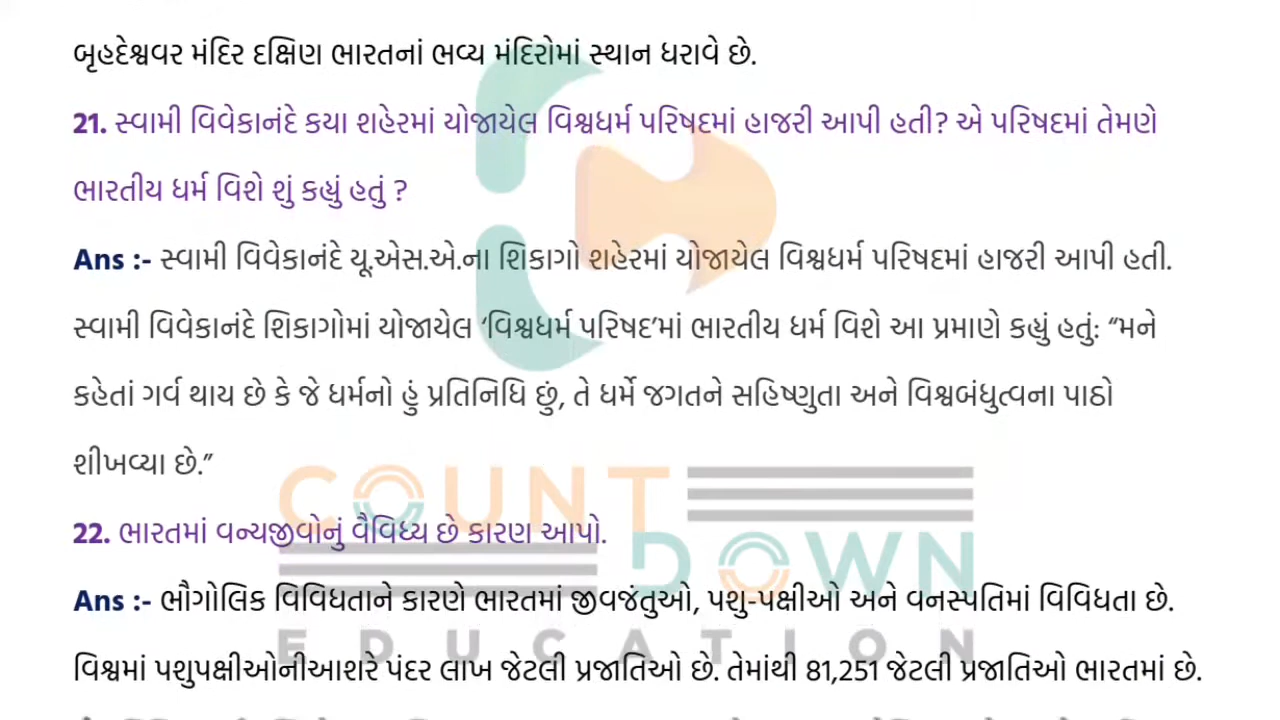 બૃહદેશ્વર મંદિર દક્ષિણ ભારતનાં ભવ્ય મંદિરોમાં સ્થાન ધરાવે છે.
21. સ્વામી વિવેકાનંદે કયા શહેરમાં યોજાયેલ વિશ્વધર્મ પરિષદમાં હાજરી આપી હતી? એ પરિષદમાં તેમણે
ભારતીય ધર્મ વિશે શું કહ્યું હતું ?
Ans :- સ્વામી વિવેકાનંદે યૂ.એસ.એ.ના શિકાગો શહેરમાં યોજાયેલ વિશ્વધર્મ પરિષદમાં હાજરી આપી હતી.
સ્વામી વિવેકાનંદે શિકાગોમાં યોજાયેલ ‘વિશ્વધર્મ પરિષદ’માં ભારતીય ધર્મ વિશે આ પ્રમાણે કહ્યું હતું: “મને
કહેતાં ગર્વ થાય છે કે જે ધર્મનો હું પ્રતિનિધિ છું, તે ધર્મે જગતને સહિષ્ણુતા અને વિશ્વબંધુત્વના પાઠો
શીખવ્યા છે.”
COUNT
22. ભારતમાં વન્યજીવોનું વૈવિધ્ય છે કારણ આપો.
DOWN
Ans :- ભૌગોલિક વિવિધતાને કારણે ભારતમાં જીવજંતુઓ, પશુ-પક્ષીઓ અને વનસ્પતિમાં વિવિધતા છે.
EDUCATION
વિશ્વમાં પશુપક્ષીઓનીઆશરે પંદર લાખ જેટલી પ્રજાતિઓ છે. તેમાંથી 81,251 જેટલી પ્રજાતિઓ ભારતમાં છે.